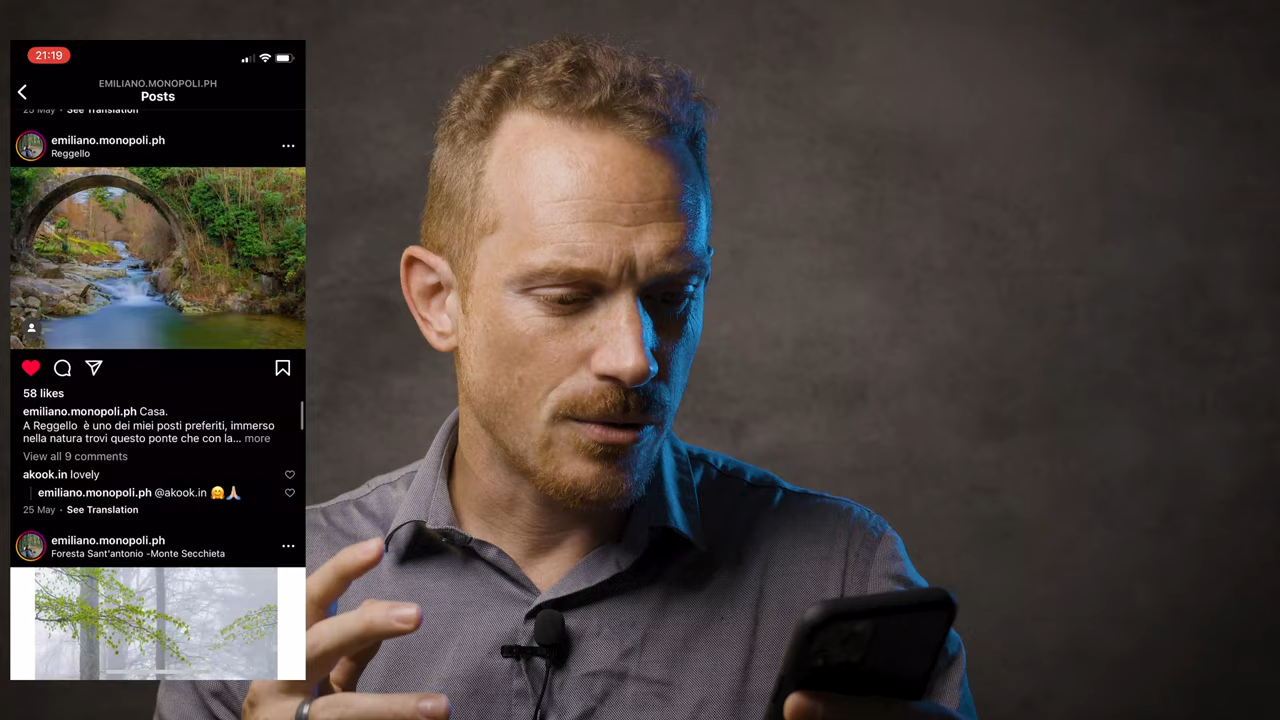 21:19
EMILIANO.MONOPOLI.PH
Posts
25 May • See Translation
emiliano.monopoli.ph
Reggello
58 likes
emiliano.monopoli.ph Casa.
A Reggello è uno dei miei posti preferiti, immerso
nella natura trovi questo ponte che con la... more
View all 9 comments
akook.in lovely
emiliano.monopoli.ph @akook.in 🤗🙏🏼
25 May • See Translation
emiliano.monopoli.ph
Foresta Sant'antonio -Monte Secchieta